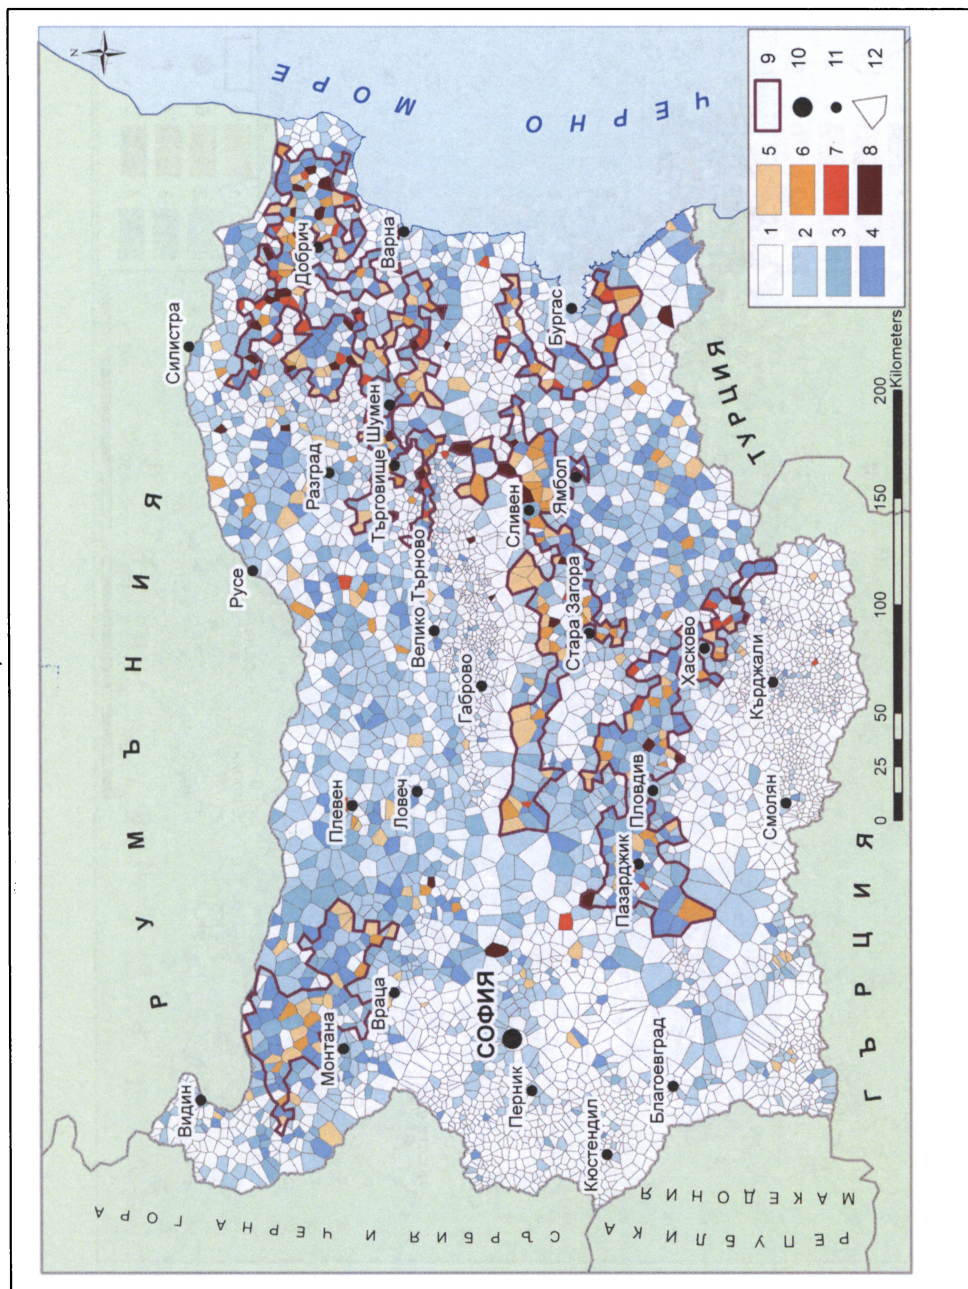 N
Р У М Ъ Н И Я
ЧЕРНО
МОРЕ
ТУРЦИЯ
ГЪРЦИЯ
РЕПУБЛИКА
МАКЕДОНИЯ
СЪРБИЯ И ЧЕРНА ГОРА
Видин
Монтана
Враца
СОФИЯ
Перник
Кюстендил
Благоевград
Плевен
Ловеч
Пазарджик
Пловдив
Смолян
Габрово
Велико Търново
Русе
Стара Загора
Хасково
Кърджали
Разград
Търговище
Шумен
Силистра
Добрич
Варна
Сливен
Ямбол
Бургас
0 25 50 100 150 200
Kilometers
1 5 9
2 6 10
3 7 11
4 8 12